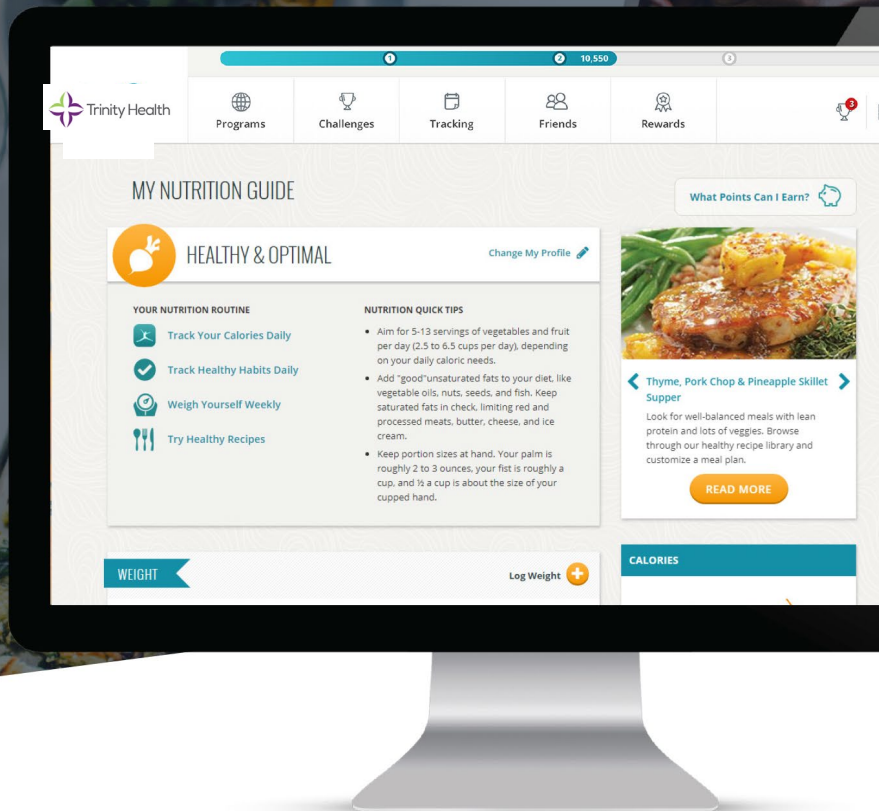 1
2 10,550
3
Trinity Health
Programs
Challenges
Tracking
Friends
Rewards
3
MY NUTRITION GUIDE
What Points Can I Earn?
HEALTHY & OPTIMAL
Change My Profile
YOUR NUTRITION ROUTINE
Track Your Calories Daily
Track Healthy Habits Daily
Weigh Yourself Weekly
Try Healthy Recipes
NUTRITION QUICK TIPS
• Aim for 5-13 servings of vegetables and fruit
per day (2.5 to 6.5 cups per day), depending
on your daily caloric needs.
• Add "good"unsaturated fats to your diet, like
vegetable oils, nuts, seeds, and fish. Keep
saturated fats in check, limiting red and
processed meats, butter, cheese, and ice
cream.
• Keep portion sizes at hand. Your palm is
roughly 2 to 3 ounces, your fist is roughly a
cup, and ½ a cup is about the size of your
cupped hand.
Thyme, Pork Chop & Pineapple Skillet
Supper
Look for well-balanced meals with lean
protein and lots of veggies. Browse
through our healthy recipe library and
customize a meal plan.
READ MORE
WEIGHT
Log Weight
CALORIES